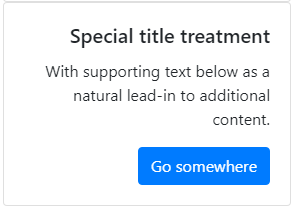 Special title treatment
With supporting text below as a
natural lead-in to additional
content.
Go somewhere